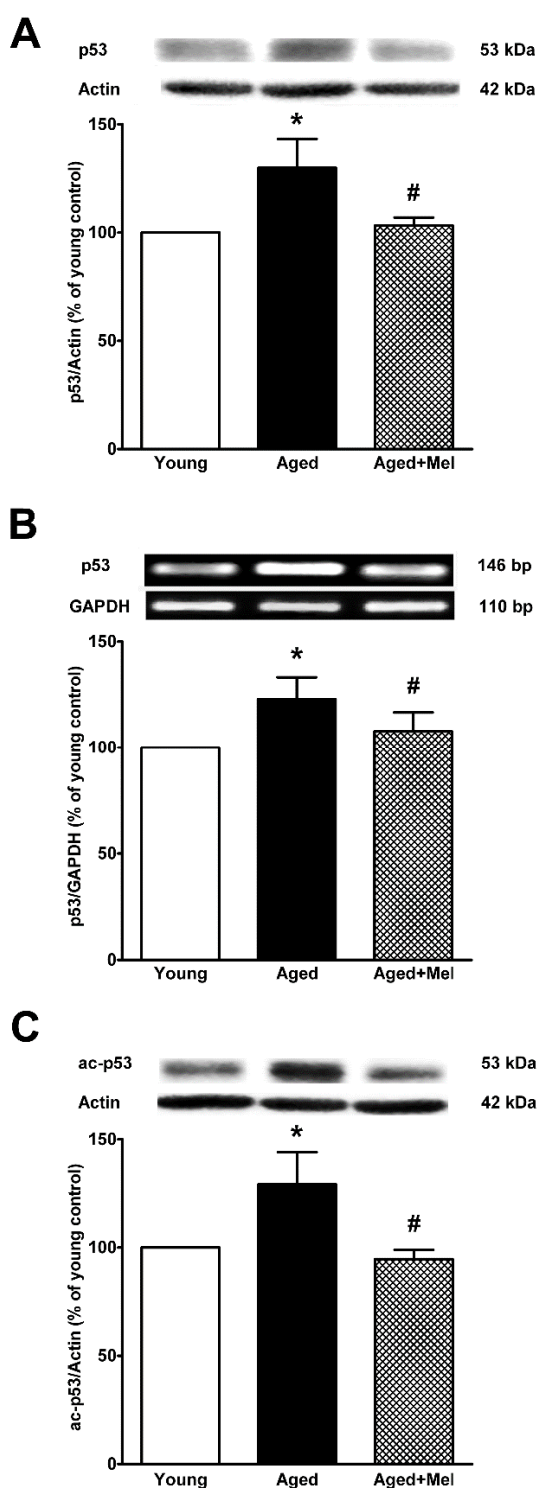 A
p53 53 kDa
Actin 42 kDa
150
*
#
100
50
0
p53/Actin (% of young control)
Young Aged Aged+Mel
B
p53 146 bp
GAPDH 110 bp
150
*
#
100
50
0
p53/GAPDH (% of young control)
Young Aged Aged+Mel
C
ac-p53 53 kDa
Actin 42 kDa
150
*
#
100
50
0
ac-p53/Actin (% of young control)
Young Aged Aged+Mel